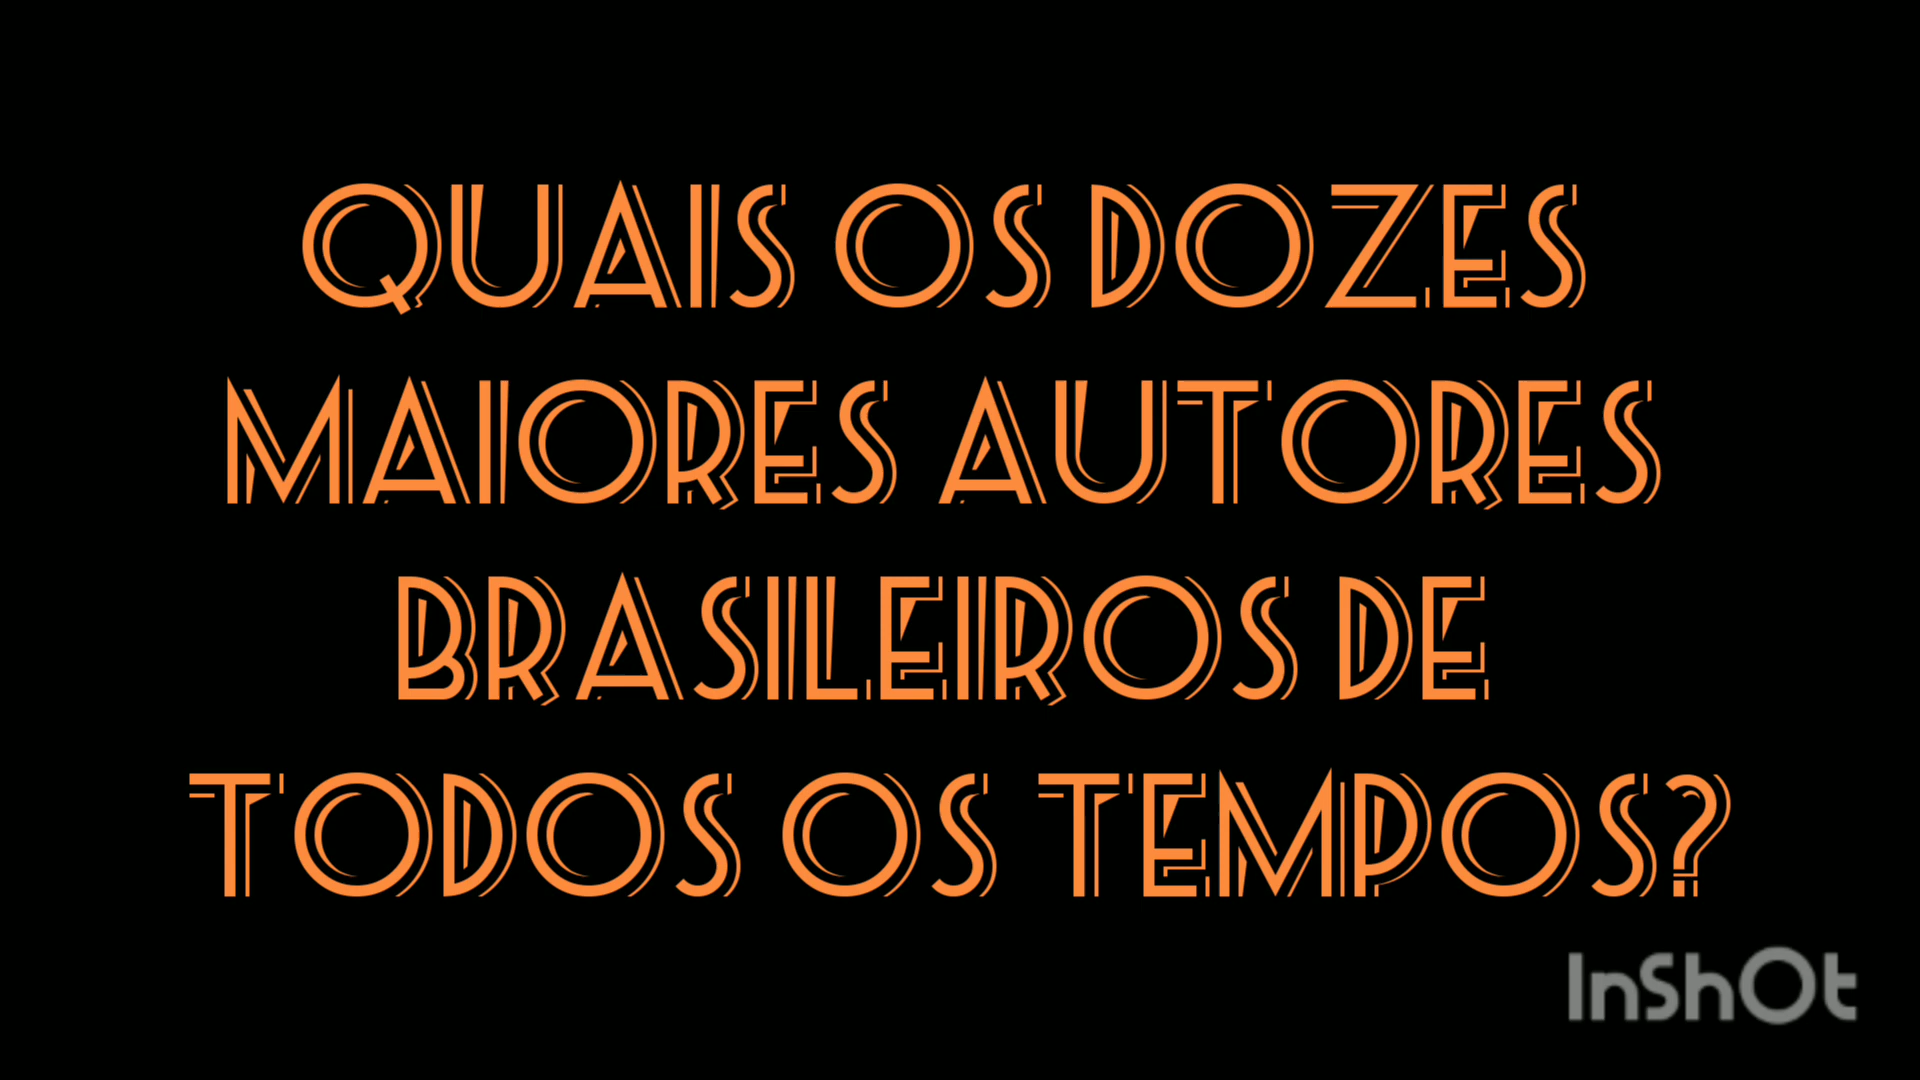 QUAIS OS DOZES
MAIORES AUTORES
BRASILEIROS DE
TODOS OS TEMPOS?
InShOt